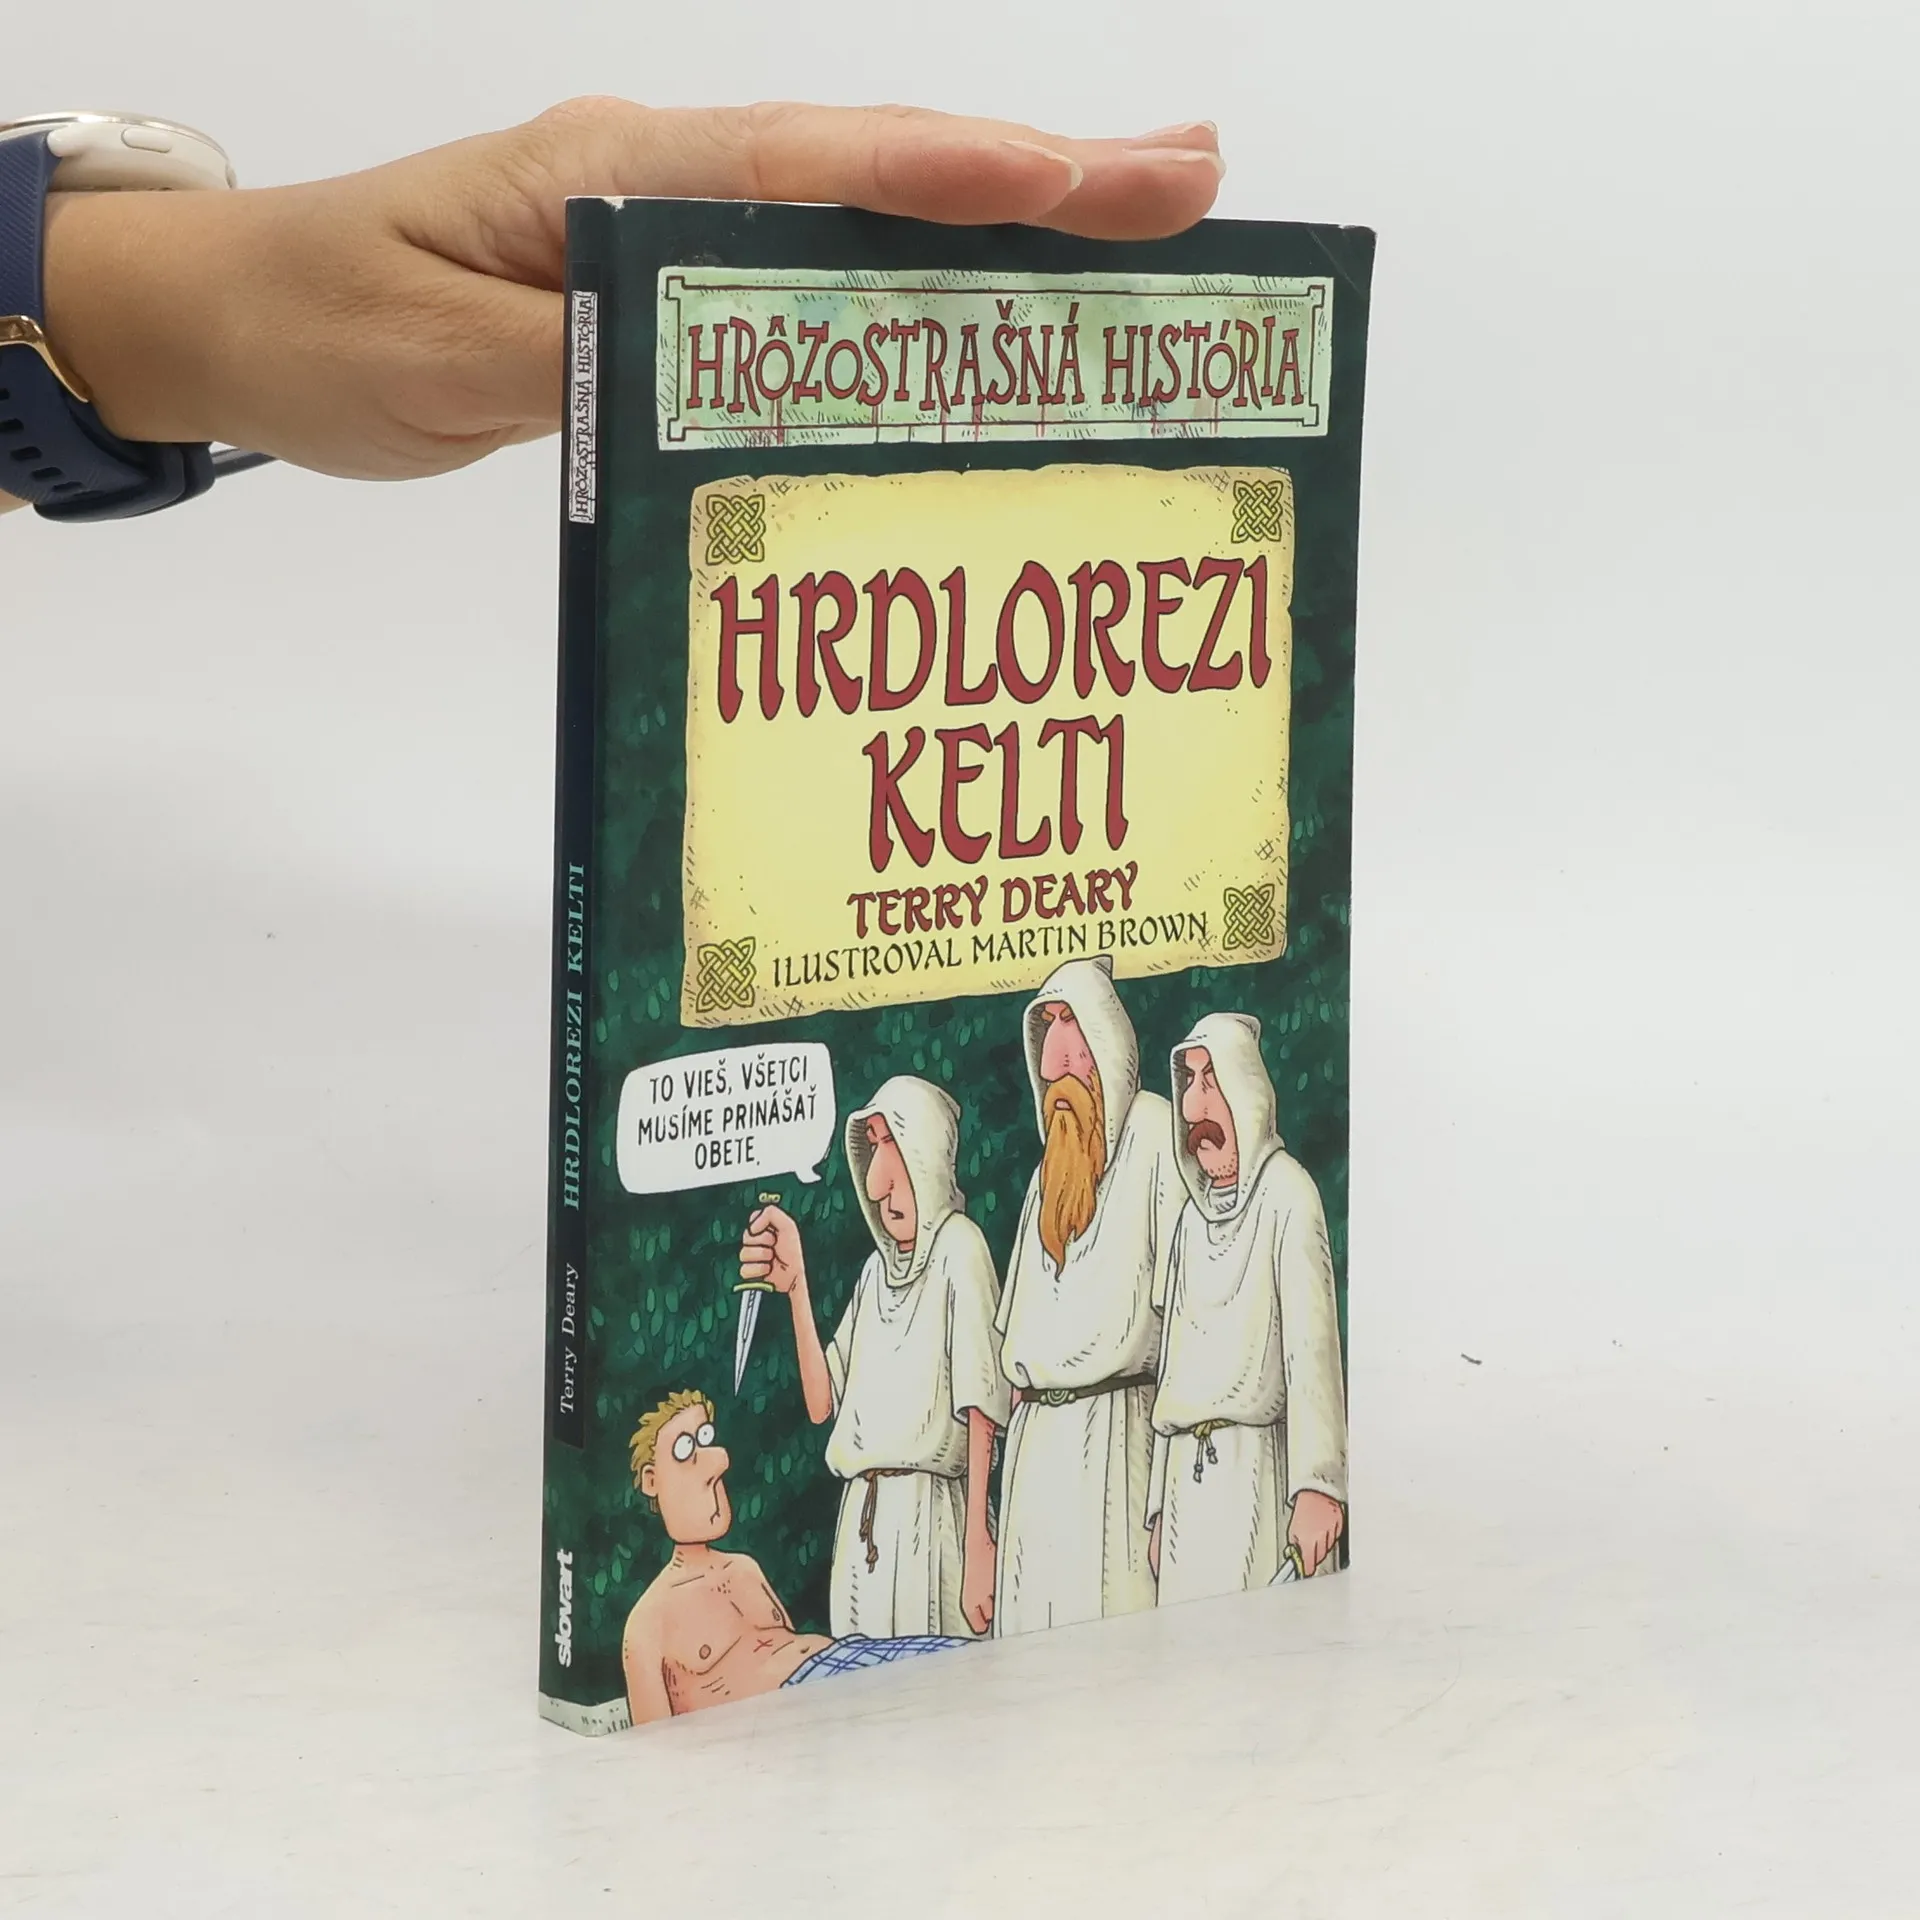 HRÔZOSTRAŠNÁ HISTÓRIA
HRDLOREZI
KELTI
TERRY DEARY
ILUSTROVAL MARTIN BROWN
TO VIEŠ, VŠETCI
MUSÍME PRINÁŠAŤ
OBETE.
HRÔZOSTRAŠNÁ HISTÓRIA
HRDLOREZI KELTI
Terry Deary
slovart